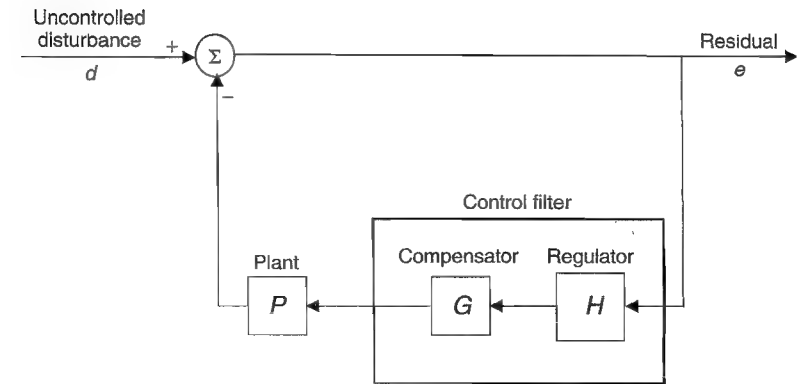 Uncontrolled
disturbance
+
Σ
d
−
Residual
e
Control filter
Plant
Compensator
Regulator
P
G
H